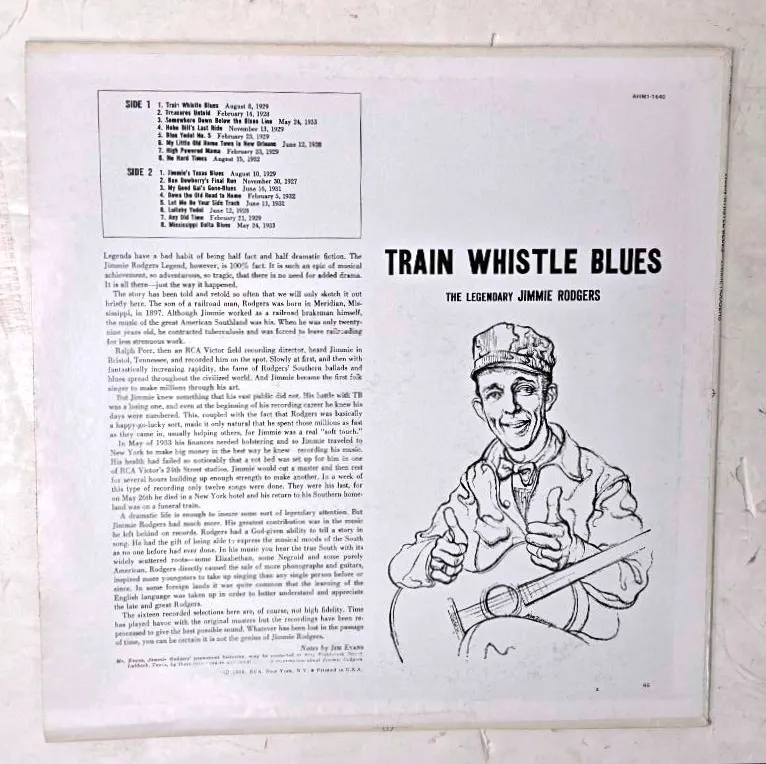 AHM1-1640
SIDE 1 1. Train Whistle Blues August 8, 1929
2. Treasures Untold February 14, 1928
3. Somewhere Down Below the Dixon Line May 24, 1933
4. Hobo Bill's Last Ride November 13, 1929
5. Blue Yodel No. 5 February 23, 1929
6. My Little Old Home Town in New Orleans June 12, 1928
7. High Powered Mama February 23, 1929
8. No Hard Times August 15, 1932
SIDE 2 1. Jimmie's Texas Blues August 10, 1929
2. Ben Dewberry's Final Run November 30, 1927
3. My Good Gal's Gone-Blues June 16, 1931
4. Down the Old Road to Home February 5, 1932
5. Let Me Be Your Side Track June 11, 1931
6. Lullaby Yodel June 12, 1928
7. Any Old Time February 21, 1929
8. Mississippi Delta Blues May 24, 1933
Legends have a bad habit of being half fact and half dramatic fiction. The
Jimmie Rodgers Legend, however, is 100% fact. It is such an epic of musical
achievement, so adventurous, so tragic, that there is no need for added drama.
It is all there—just the way it happened.
The story has been told and retold so often that we will only sketch it out
briefly here. The son of a railroad man, Rodgers was born in Meridian, Mis-
sissippi, in 1897. Although Jimmie worked as a railroad brakeman himself,
the music of the great American Southland was his. When he was only twenty-
nine years old, he contracted tuberculosis and was forced to leave railroading
for less strenuous work.
Ralph Peer, then an RCA Victor field recording director, heard Jimmie in
Bristol, Tennessee, and recorded him on the spot. Slowly at first, and then with
fantastically increasing rapidity, the fame of Rodgers' Southern ballads and
blues spread throughout the civilized world. And Jimmie became the first folk
singer to make millions through his art.
But Jimmie knew something that his vast public did not. His battle with TB
was a losing one, and even at the beginning of his recording career he knew his
days were numbered. This, coupled with the fact that Rodgers was basically
a happy-go-lucky sort, made it only natural that he spent those millions as fast
as they came in, usually helping others, for Jimmie was a real "soft touch."
In May of 1933 his finances needed bolstering and so Jimmie traveled to
New York to make big money in the best way he knew—recording his music.
His health had failed so noticeably that a cot bed was set up for him in one
of RCA Victor's 24th Street studios. Jimmie would cut a master and then rest
for several hours building up enough strength to make another. In a week of
this type of recording only twelve songs were done. They were his last, for
on May 26th he died in a New York hotel and his return to his Southern home-
land was on a funeral train.
A dramatic life is enough to insure some sort of legendary attention. But
Jimmie Rodgers had much more. His greatest contribution was in the music
he left behind on records. Rodgers had a God-given ability to tell a story in
song. He had the gift of being able to express the musical moods of the South
as no one before had ever done. In his music you hear the true South with its
widely scattered roots—some Elizabethan, some Negroid and some purely
American. Rodgers directly caused the sale of more phonographs and guitars,
inspired more youngsters to take up singing than any single person before or
since. In some foreign lands it was quite common that the learning of the
English language was taken up in order to better understand and appreciate
the late and great Rodgers.
The sixteen recorded selections here are, of course, not high fidelity. Time
has played havoc with the original masters but the recordings have been re-
processed to give the best possible sound. Whatever has been lost in the passage
of time, you can be certain it is not the genius of Jimmie Rodgers.
Notes by JIM EVANS
Mr. Evans, Jimmie Rodgers' 
Lubbock, Texas, Jimmie Rodgers
RCA, New York, N.Y. • Printed in U.S.A.
TRAIN WHISTLE BLUES
THE LEGENDARY JIMMIE RODGERS